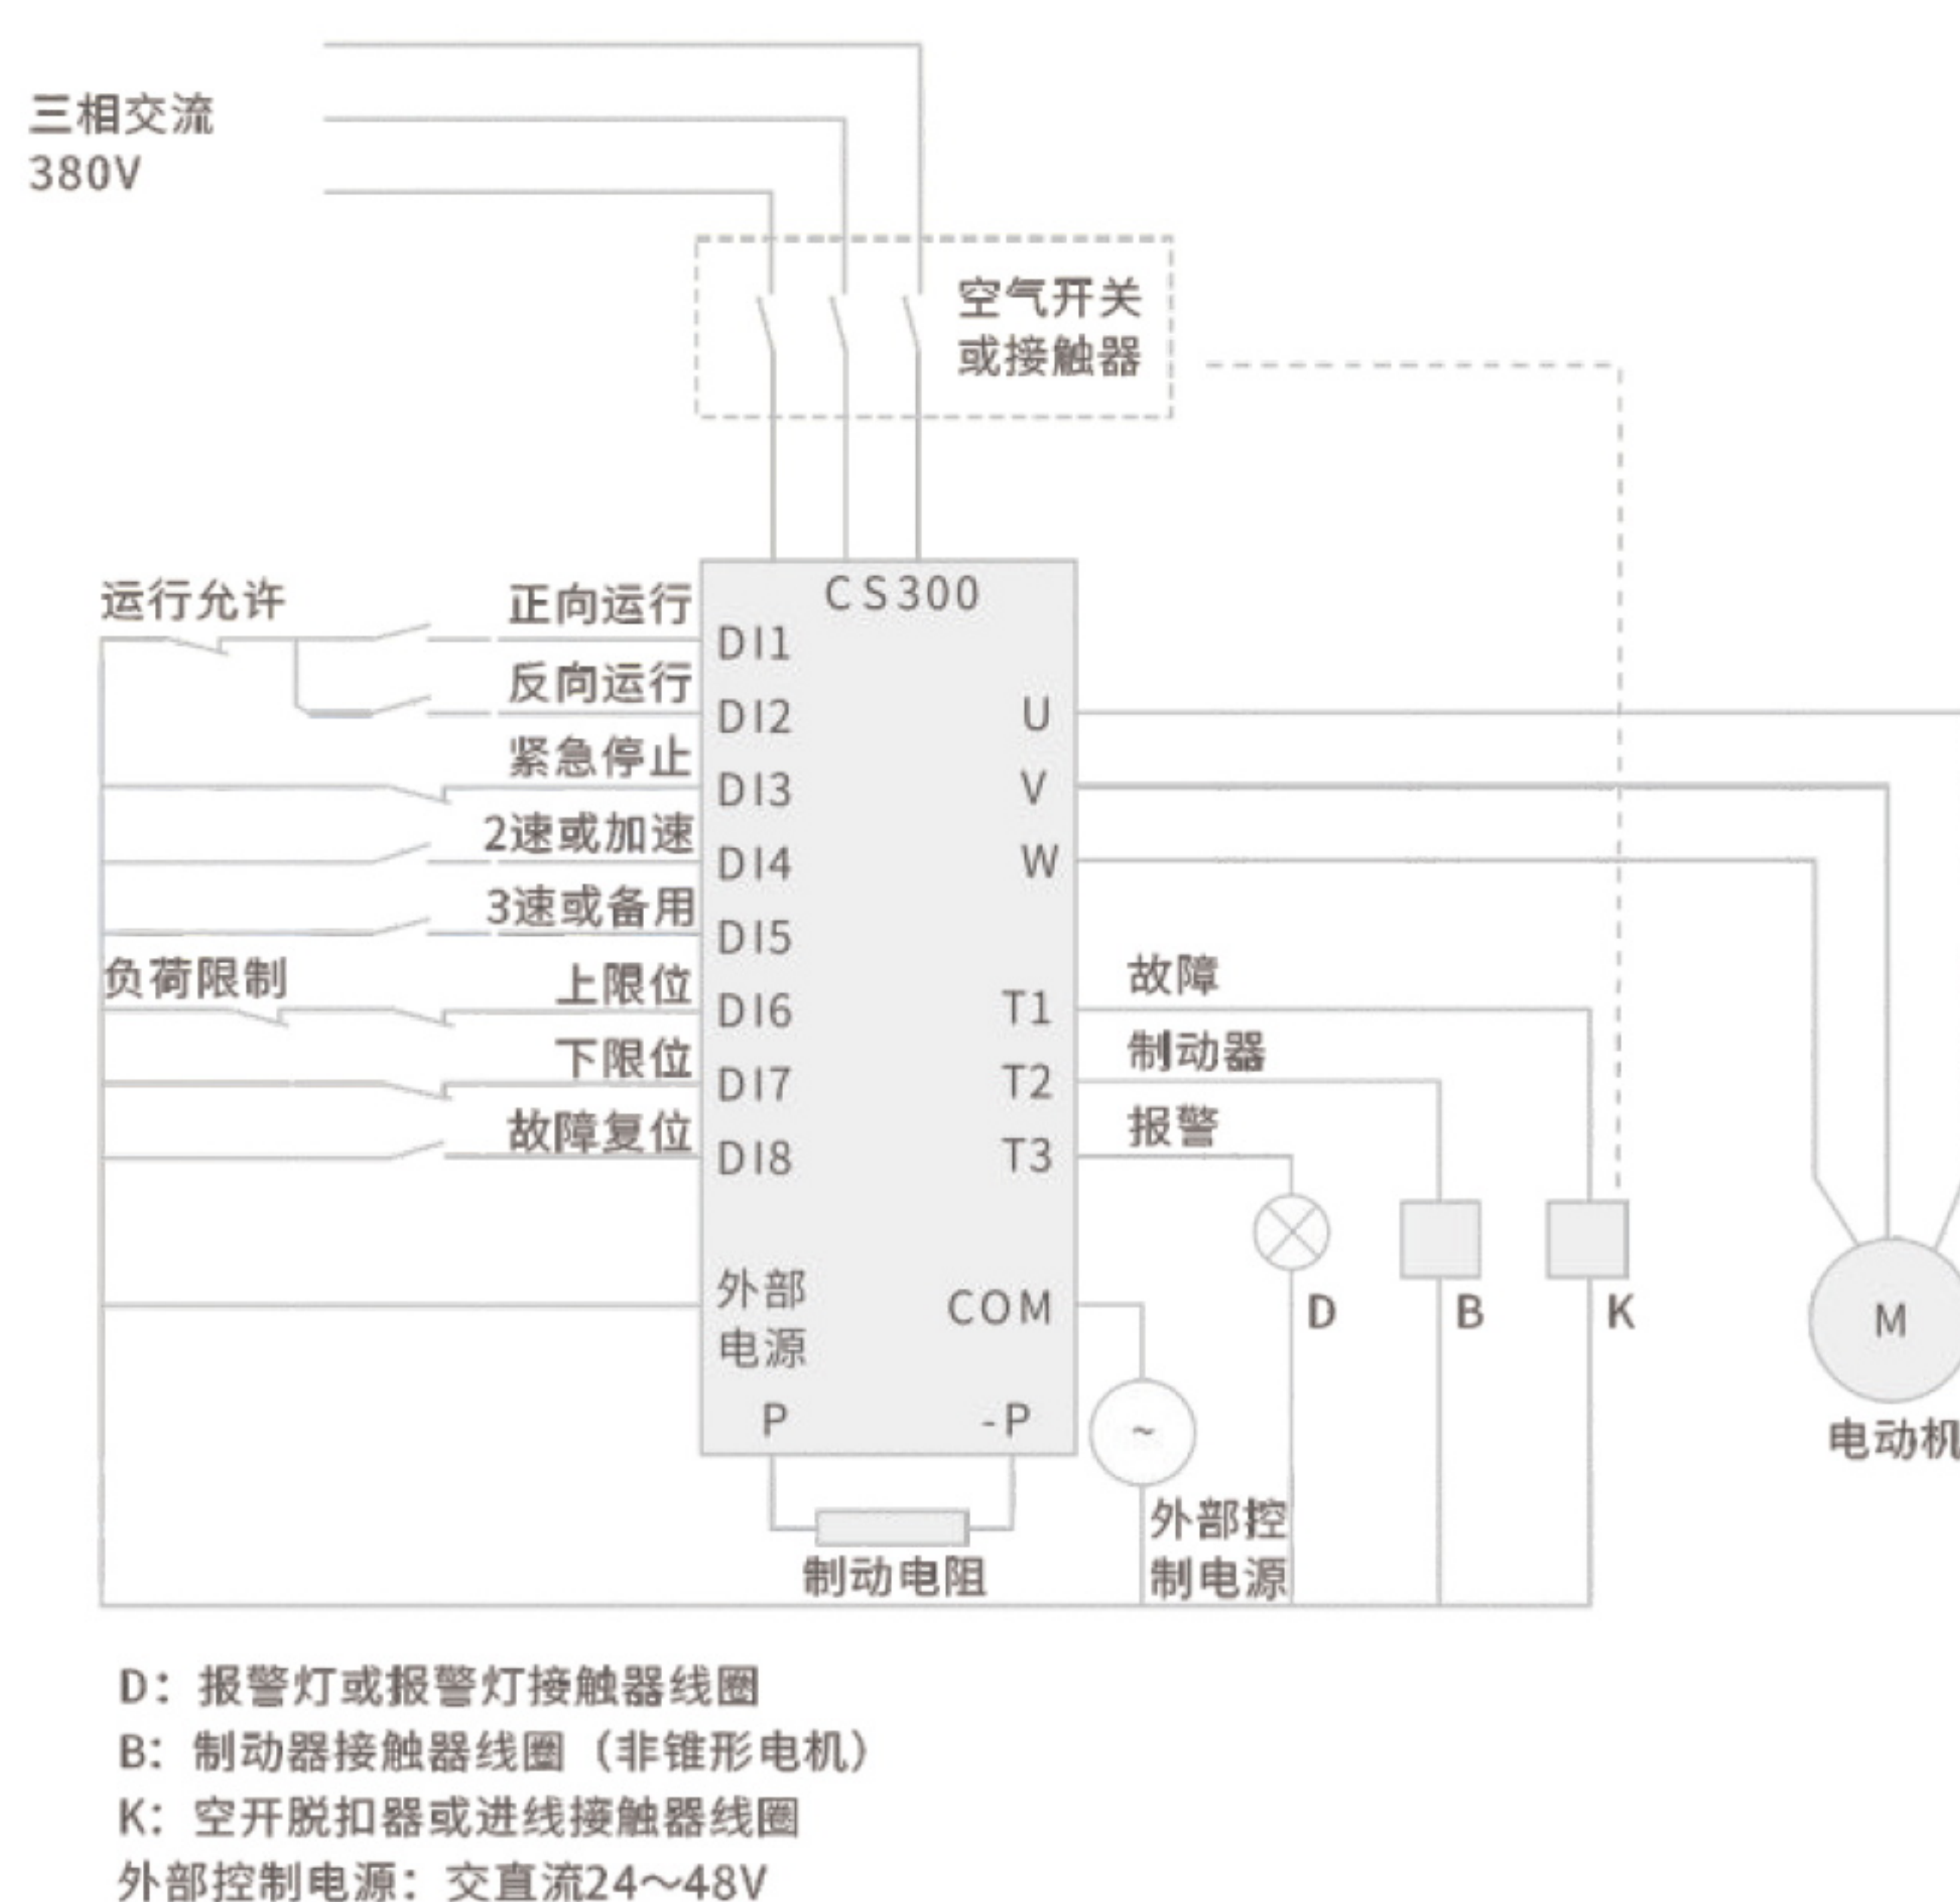 三相交流
380V
空气开关
或接触器
CS300
运行允许
正向运行
DI1
反向运行
DI2
U
紧急停止
DI3
V
2速或加速
DI4
W
3速或备用
DI5
负荷限制
上限位
DI6
T1
故障
下限位
DI7
T2
制动器
故障复位
DI8
T3
报警
外部
电源
COM
D
B
K
M
电动机
P
-P
~
外部控
制电源
制动电阻
D：报警灯或报警灯接触器线圈
B：制动器接触器线圈（非锥形电机）
K：空开脱扣器或进线接触器线圈
外部控制电源：交直流24～48V